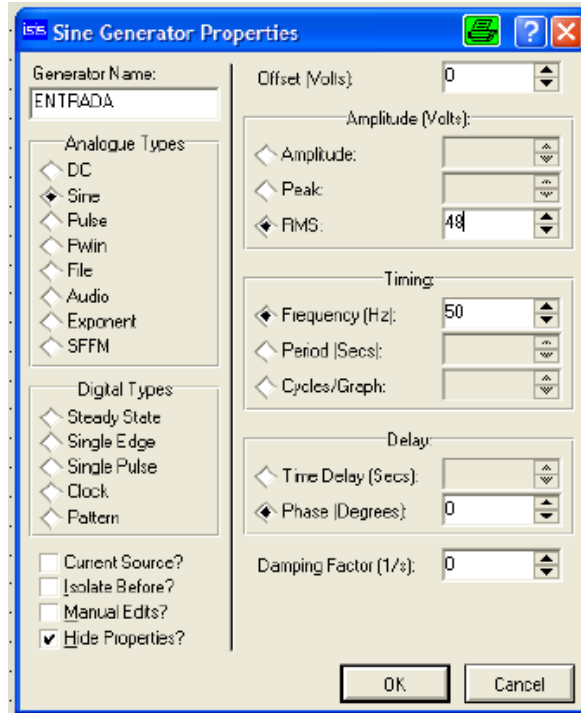 isis Sine Generator Properties
Generator Name:
ENTRADA
Analogue Types
DC
Sine
Pulse
Pwlin
File
Audio
Exponent
SFFM
Digital Types
Steady State
Single Edge
Single Pulse
Clock
Pattern
Current Source?
Isolate Before?
Manual Edits?
Hide Properties?
Offset (Volts): 0
Amplitude (Volts):
Amplitude:
Peak:
RMS: 48
Timing:
Frequency (Hz): 50
Period (Secs):
Cycles/Graph:
Delay:
Time Delay (Secs):
Phase (Degrees): 0
Damping Factor (1/s): 0
OK Cancel